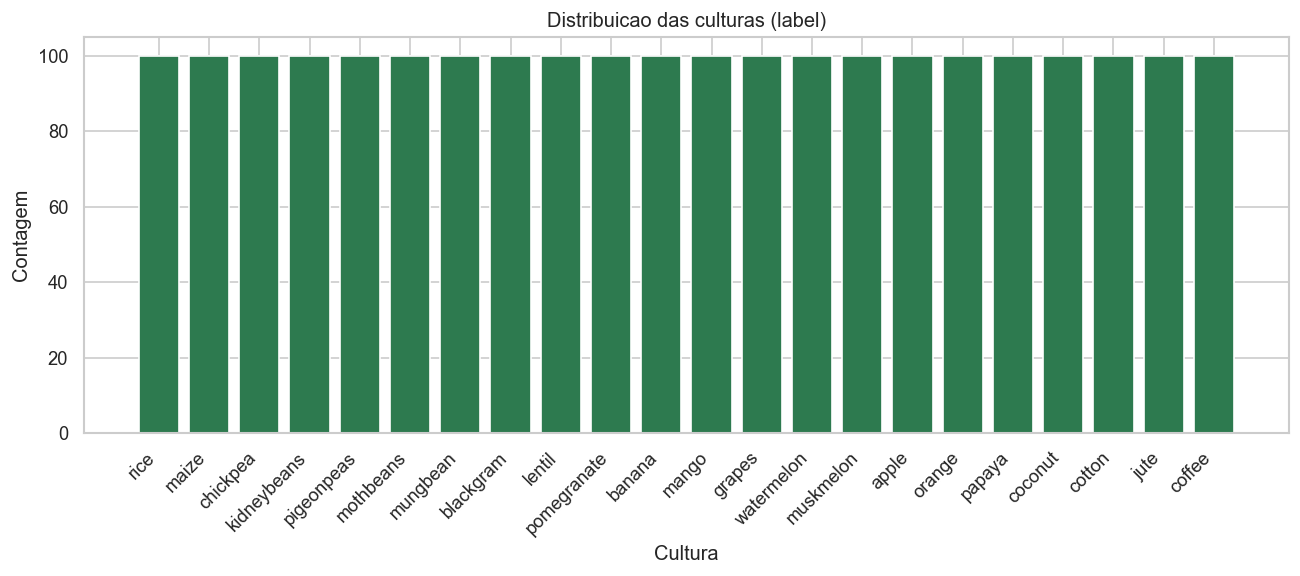 Distribuicao das culturas (label)
Contagem
100
80
60
40
20
0
rice
maize
chickpea
kidneybeans
pigeonpeas
mothbeans
mungbean
blackgram
lentil
pomegranate
banana
mango
grapes
watermelon
muskmelon
apple
orange
papaya
coconut
cotton
jute
coffee
Cultura